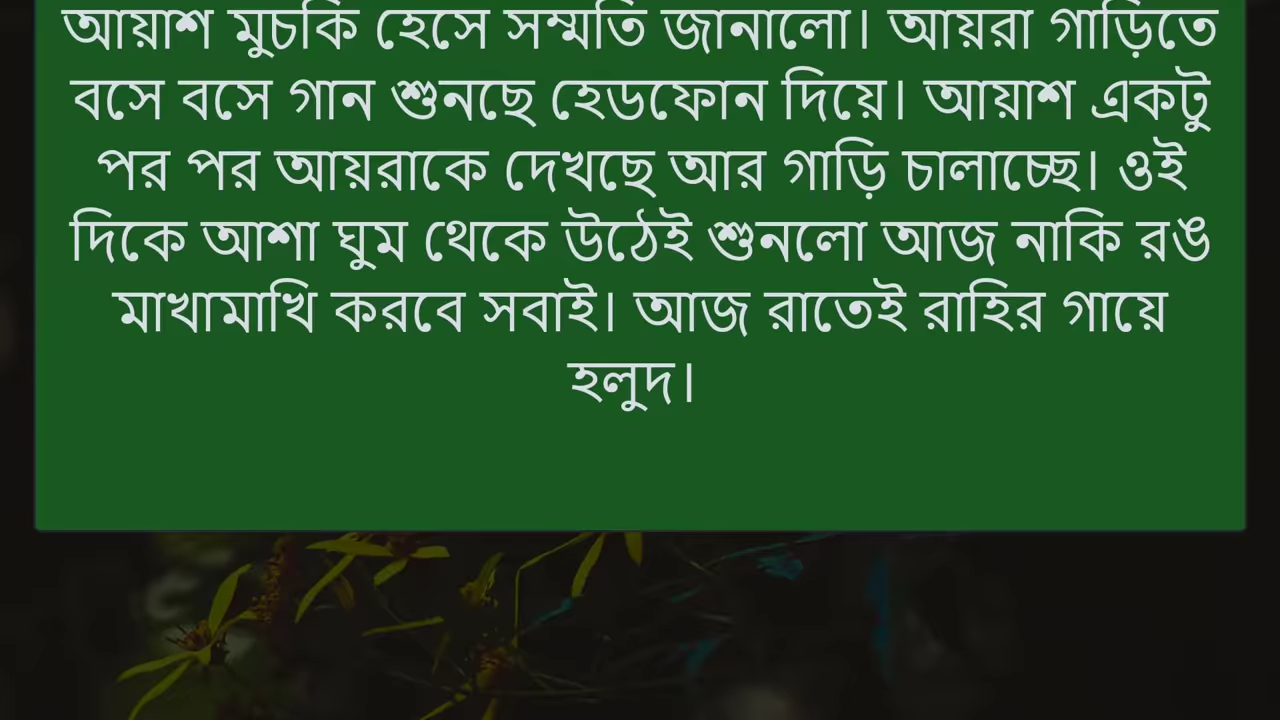 আয়াশ মুচকি হেসে সম্মতি জানালো। আয়রা গাড়িতে
বসে বসে গান শুনছে হেডফোন দিয়ে। আয়াশ একটু
পর পর আয়রাকে দেখছে আর গাড়ি চালাচ্ছে। ওই
দিকে আশা ঘুম থেকে উঠেই শুনলো আজ নাকি রঙ
মাখামাখি করবে সবাই। আজ রাতেই রাহির গায়ে
হলুদ।